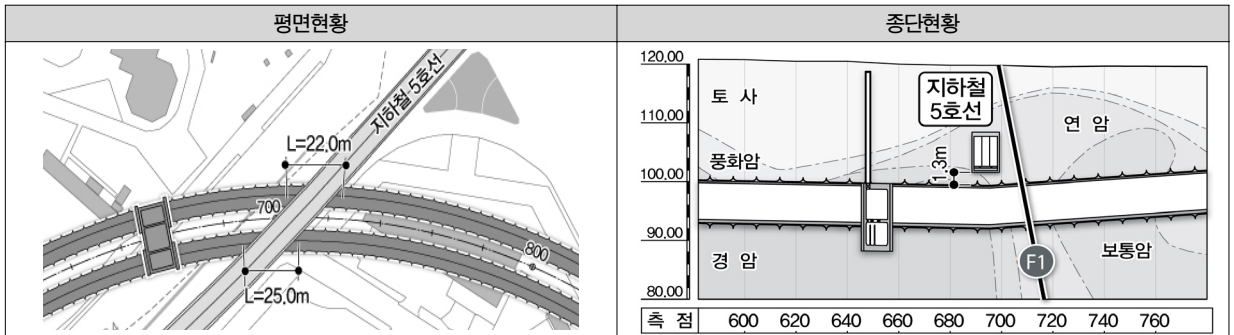 평면현황
종단현황
지하철 5호선
L=22.0m
700
800
L=25.0m
120.00
110.00
100.00
90.00
80.00
토 사
풍화암
경 암
지하철
5호선
연 암
1.3m
보통암
F1
측 점 600 620 640 660 680 700 720 740 760